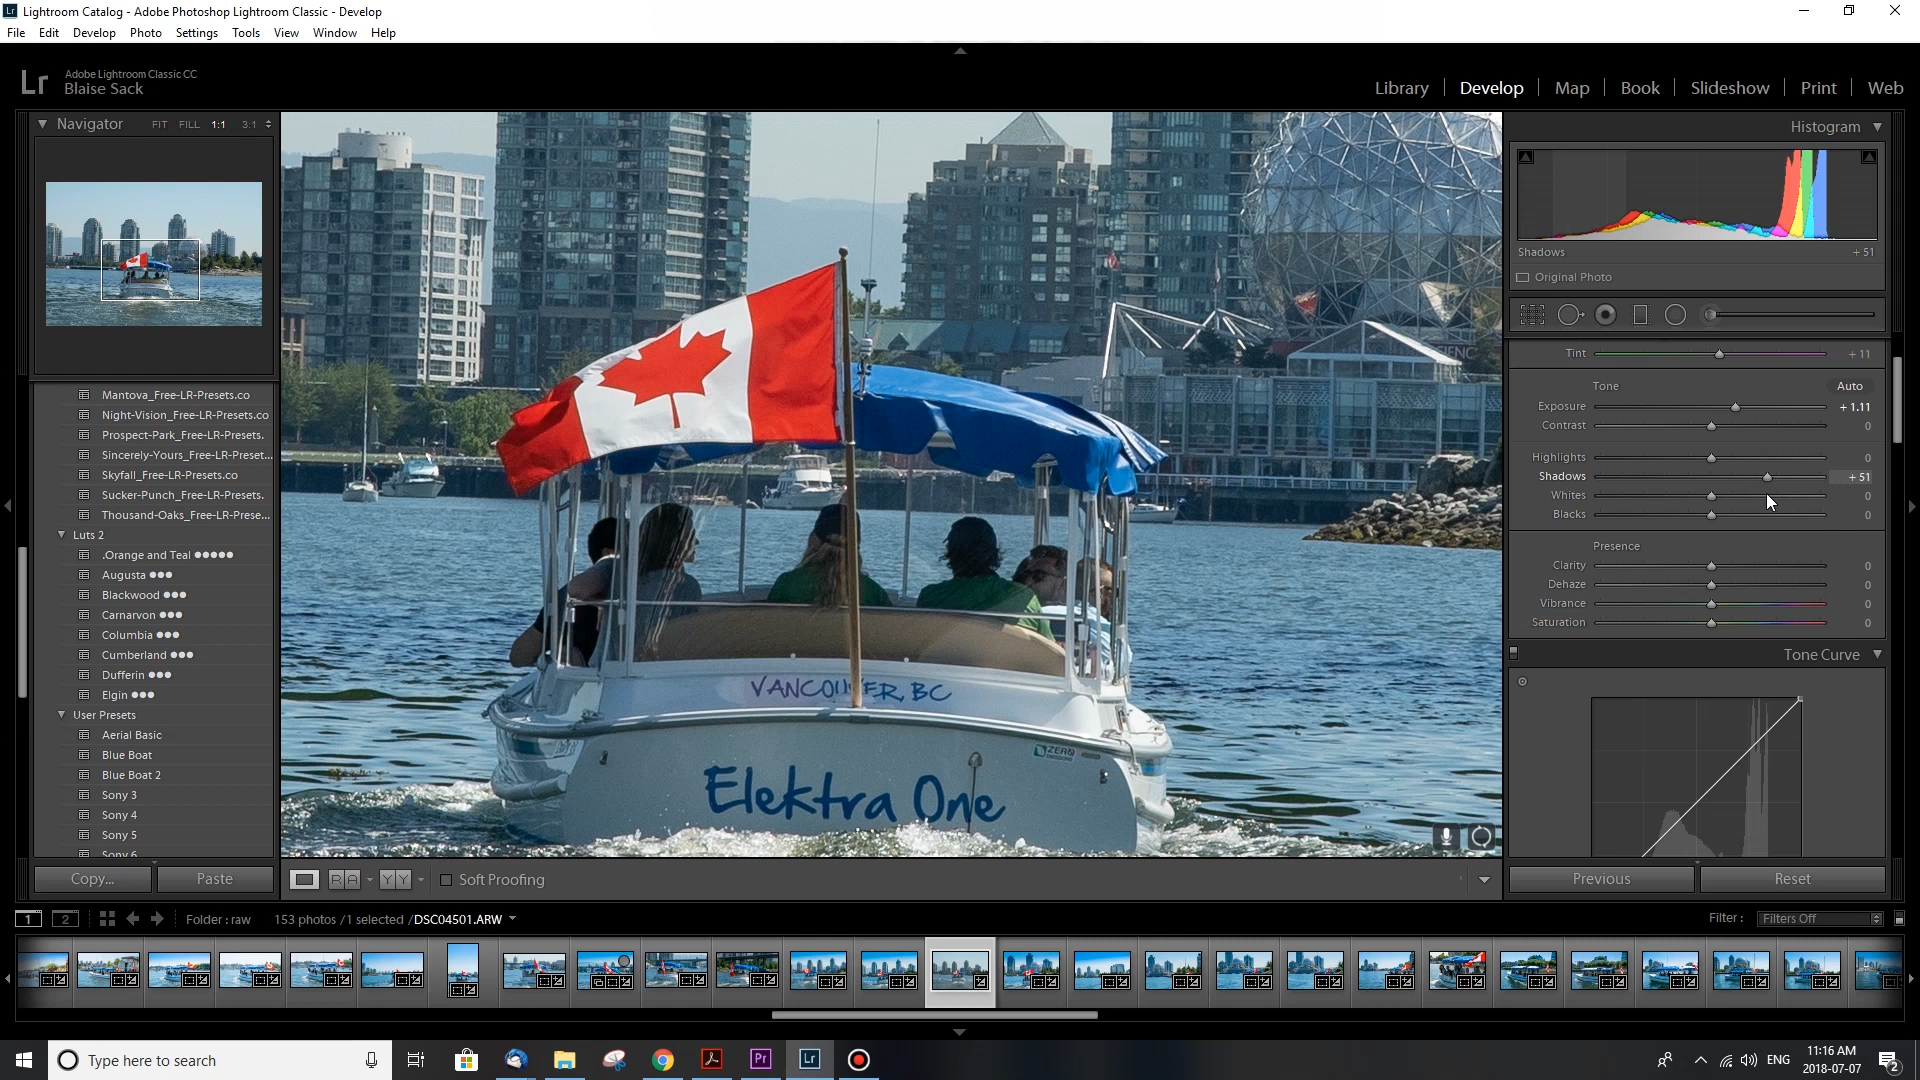 Lr Lightroom Catalog - Adobe Photoshop Lightroom Classic - Develop
File Edit Develop Photo Settings Tools View Window Help
Lr Adobe Lightroom Classic CC
Blaise Sack
Library | Develop | Map | Book | Slideshow | Print | Web
Navigator FIT FILL 1:1 3:1
Histogram
Shadows + 51
Original Photo
Tint + 11
Tone Auto
Exposure + 1.11
Contrast 0
Highlights 0
Shadows + 51
Whites 0
Blacks 0
Presence
Clarity 0
Dehaze 0
Vibrance 0
Saturation 0
Tone Curve
Mantova_Free-LR-Presets.co
Night-Vision_Free-LR-Presets.co
Prospect-Park_Free-LR-Presets.
Sincerely-Yours_Free-LR-Preset...
Skyfall_Free-LR-Presets.co
Sucker-Punch_Free-LR-Presets.
Thousand-Oaks_Free-LR-Prese...
Luts 2
.Orange and Teal ●●●●●
Augusta ●●●
Blackwood ●●●
Carnarvon ●●●
Columbia ●●●
Cumberland ●●●
Dufferin ●●●
Elgin ●●●
User Presets
Aerial Basic
Blue Boat
Blue Boat 2
Sony 3
Sony 4
Sony 5
Sony 6
VANCOUVER, BC
ZERO
Elektra One
Copy... Paste
R A Y Y Soft Proofing
Previous Reset
1 2 Folder : raw 153 photos / 1 selected / DSC04501.ARW
Filter : Filters Off
Type here to search
Pr Lr
ENG 11:16 AM
2018-07-07
2